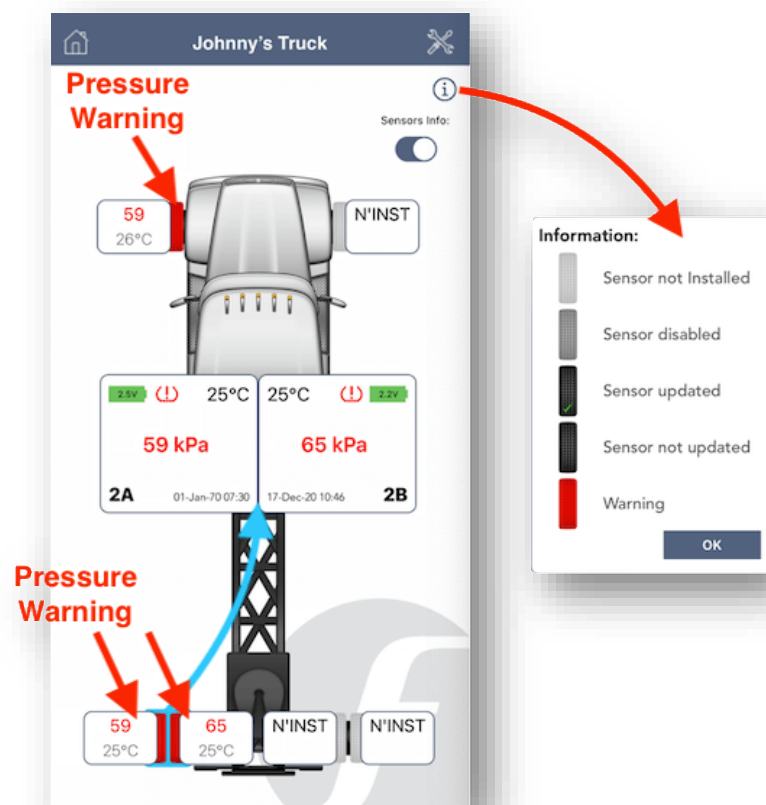 Johnny's Truck
Pressure
Warning
Sensors Info:
59
26°C
N'INST
Information:
Sensor not Installed
Sensor disabled
Sensor updated
Sensor not updated
Warning
OK
2.5V 25°C
59 kPa
2A 01-Jan-70 07:30
25°C 2.2V
65 kPa
17-Dec-20 10:46 2B
Pressure
Warning
59
25°C
65
25°C
N'INST
N'INST